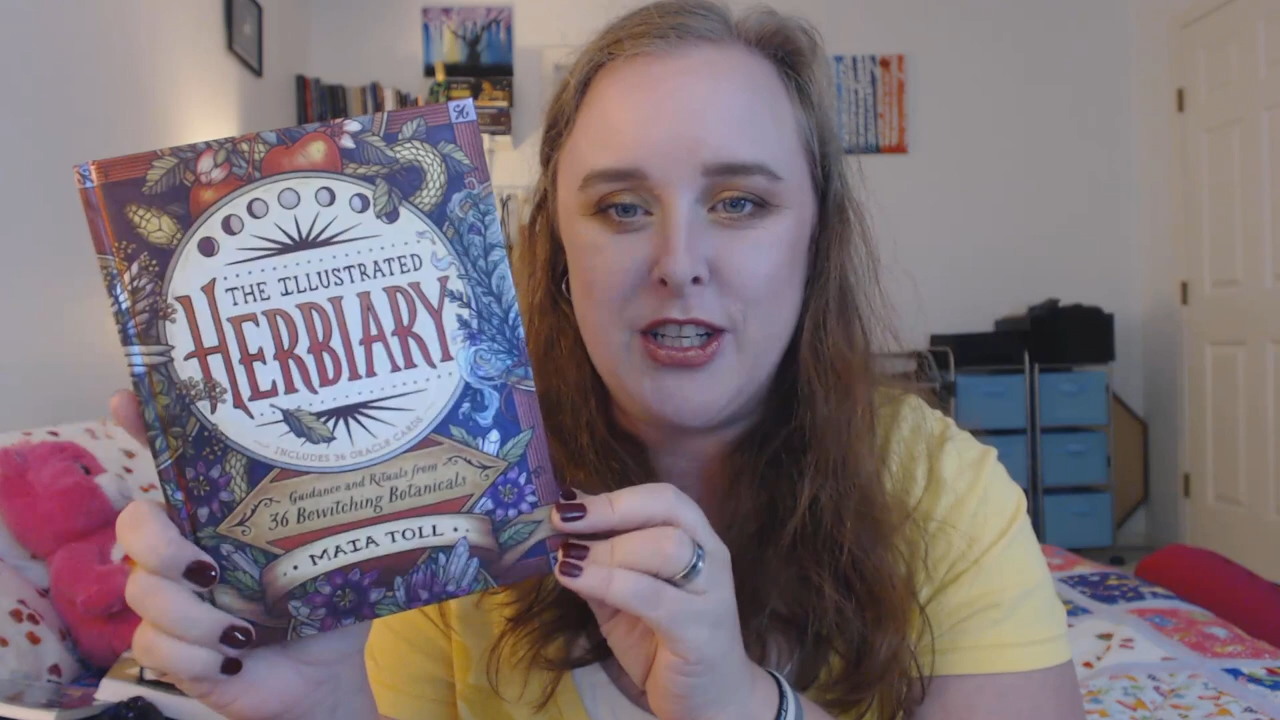 THE ILLUSTRATED
HERBIARY
INCLUDES 36 ORACLE CARDS
Guidance and Rituals from
36 Bewitching Botanicals
MAIA TOLL